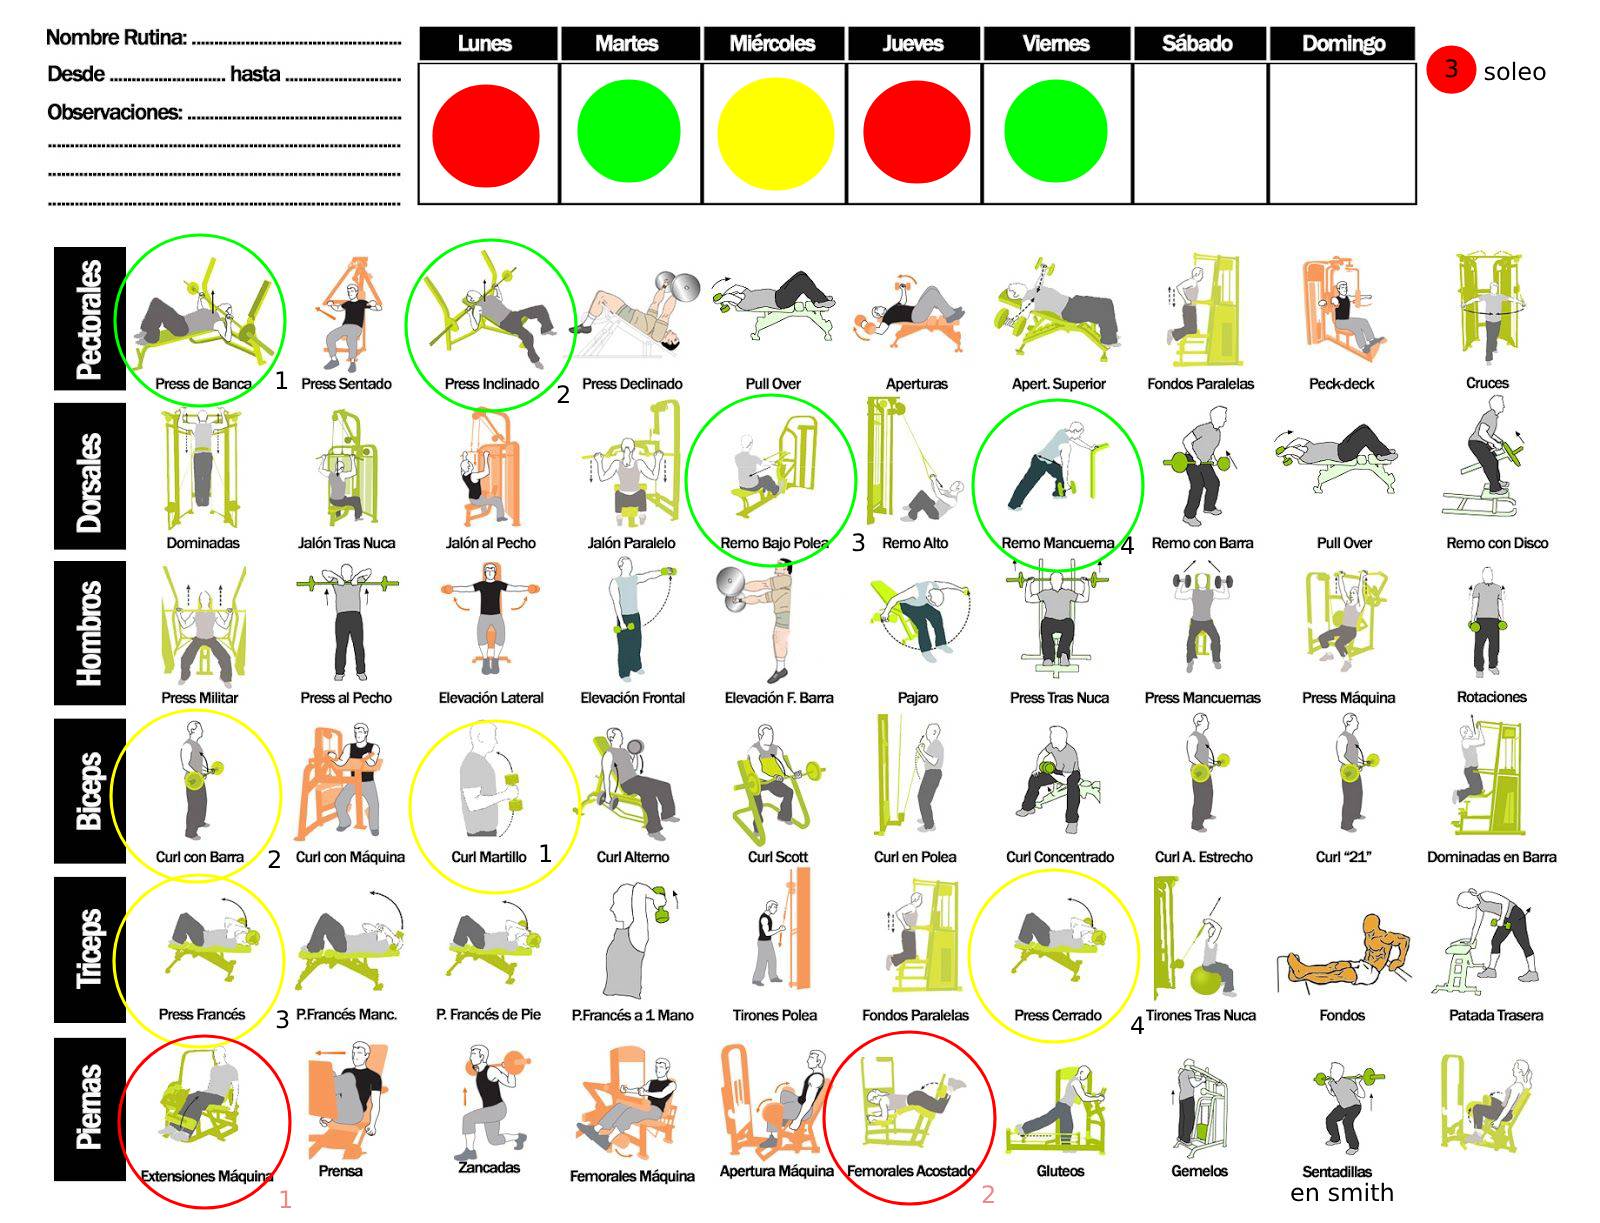 Nombre Rutina: ........................................
Desde ...................... hasta ......................
Observaciones: ........................................
Lunes Martes Miércoles Jueves Viernes Sábado Domingo
3 soleo
Pectorales
Press de Banca 1 Press Sentado Press Inclinado 2 Press Declinado Pull Over Aperturas Apert. Superior Fondos Paralelas Peck-deck Cruces
Dorsales
Dominadas Jalón Tras Nuca Jalón al Pecho Jalón Paralelo Remo Bajo Polea 3 Remo Alto Remo Mancuerna 4 Remo con Barra Pull Over Remo con Disco
Hombros
Press Militar Press al Pecho Elevación Lateral Elevación Frontal Elevación F. Barra Pajaro Press Tras Nuca Press Mancuernas Press Máquina Rotaciones
Biceps
Curl con Barra 2 Curl con Máquina Curl Martillo 1 Curl Alterno Curl Scott Curl en Polea Curl Concentrado Curl A. Estrecho Curl “21” Dominadas en Barra
Triceps
Press Francés 3 P.Francés Manc. P. Francés de Pie P.Francés a 1 Mano Tirones Polea Fondos Paralelas Press Cerrado 4 Tirones Tras Nuca Fondos Patada Trasera
Piernas
Extensiones Máquina 1 Prensa Zancadas Femorales Máquina Apertura Máquina Femorales Acostado 2 Gluteos Gemelos Sentadillas
en smith